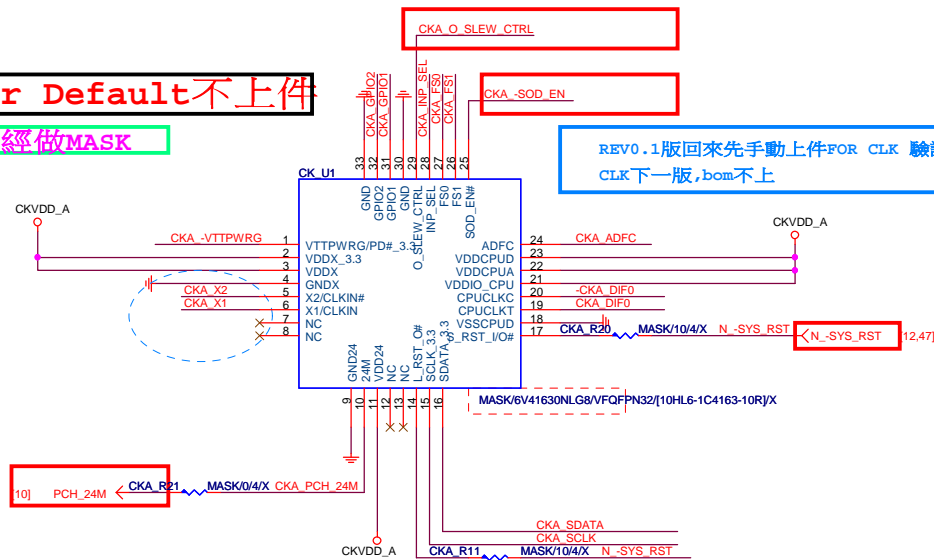 CKA_O_SLEW_CTRL
r Default不上件
經做MASK
CKA_GPIO2
CKA_GPIO1
CKA_INP_SEL
CKA_FS0
CKA_FS1
CKA_-SOD_EN
REV0.1版回來先手動上件FOR CLK 驗
CLK下一版,bom不上
33
32
31
30
29
28
27
26
25
CK_U1
GND
GPIO2
GPIO1
GND
O_SLEW_CTRL
INP_SEL
FS0
FS1
SOD_EN#
CKVDD_A
CKVDD_A
CKA_-VTTPWRG
1
VTTPWRG/PD#_3.3
2
VDDX_3.3
3
VDDX
4
GNDX
CKA_X2
5
X2/CLKIN#
CKA_X1
6
X1/CLKIN
7
NC
8
NC
ADFC
24
CKA_ADFC
VDDCPUD
23
VDDCPUA
22
VDDIO_CPU
21
CPUCLKC
20
-CKA_DIF0
CPUCLKT
19
CKA_DIF0
VSSCPUD
18
S_RST_I/O#
17
CKA_R20
MASK/10/4/X
N_-SYS_RST
N_-SYS_RST
[12,47]
GND24
24M
VDD24
NC
NC
L_RST_O#
SCLK_3.3
SDATA_3.3
9
10
11
12
13
14
15
16
MASK/6V41630NLG8/VFQFPN32/[10HL6-1C4163-10R]/X
10]
PCH_24M
CKA_R21
MASK/0/4/X
CKA_PCH_24M
CKVDD_A
CKA_SDATA
CKA_SCLK
CKA_R11
MASK/10/4/X
N_-SYS_RST